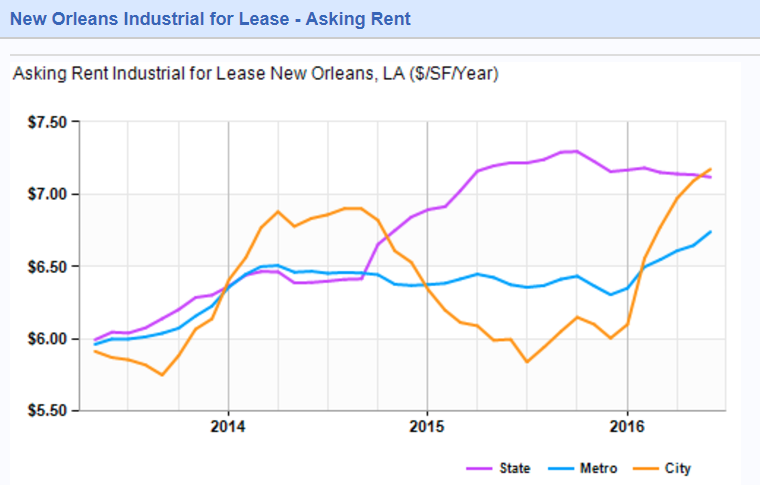 New Orleans Industrial for Lease - Asking Rent
Asking Rent Industrial for Lease New Orleans, LA ($/SF/Year)
$7.50
$7.00
$6.50
$6.00
$5.50
2014 2015 2016
State Metro City